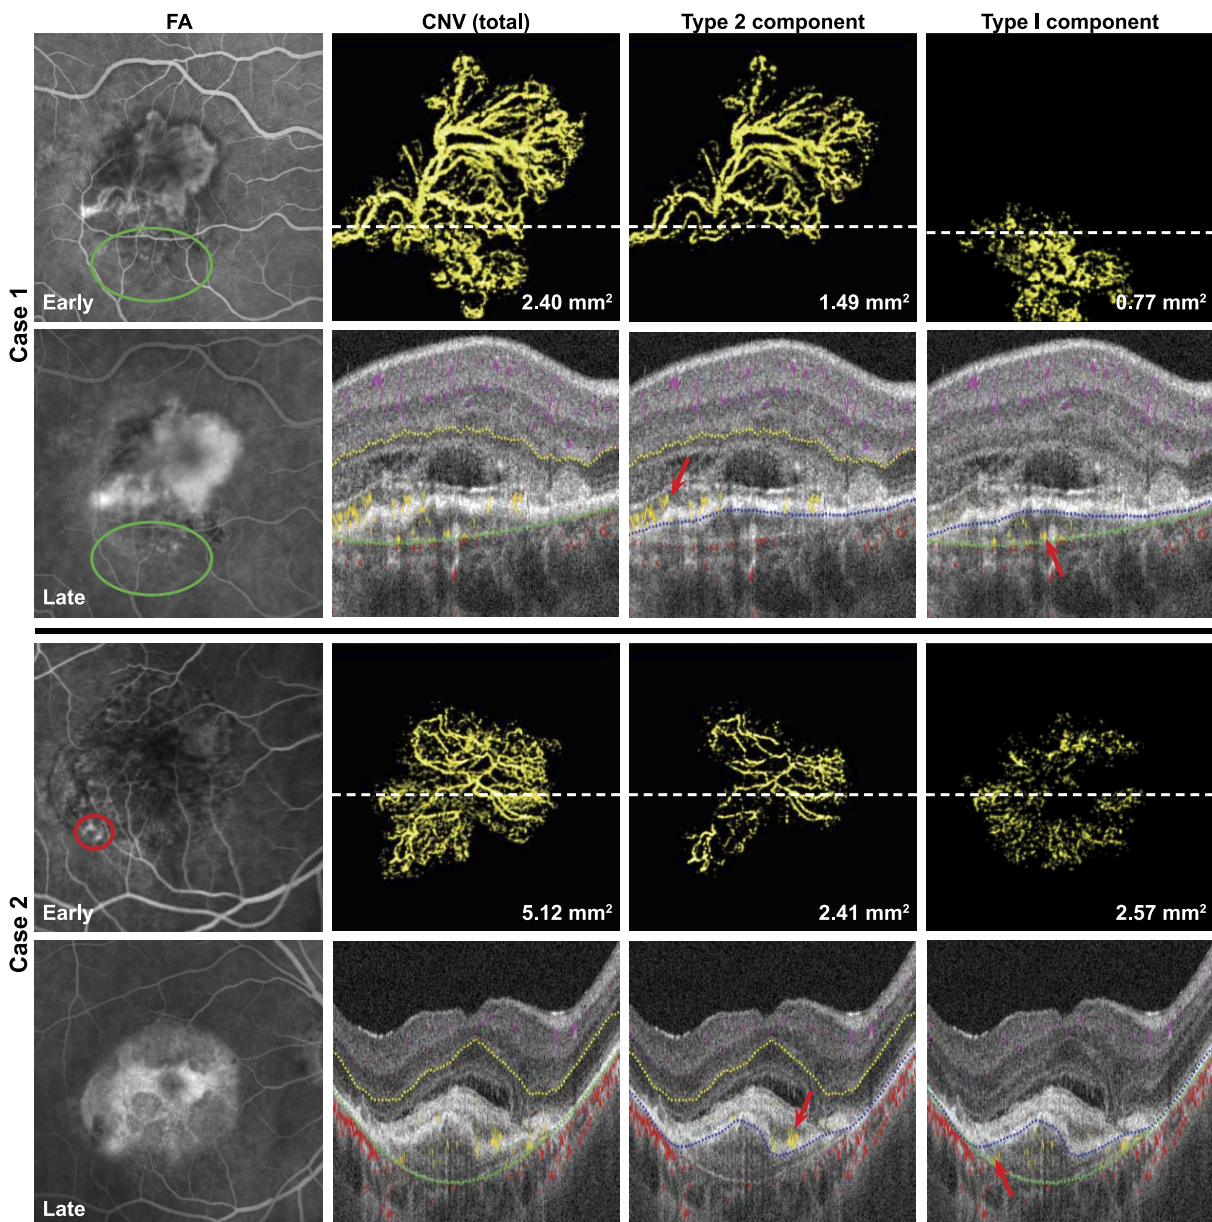 FA
CNV (total)
Type 2 component
Type I component
Case 1
Early
2.40 mm²
1.49 mm²
0.77 mm²
Late
Case 2
Early
5.12 mm²
2.41 mm²
2.57 mm²
Late